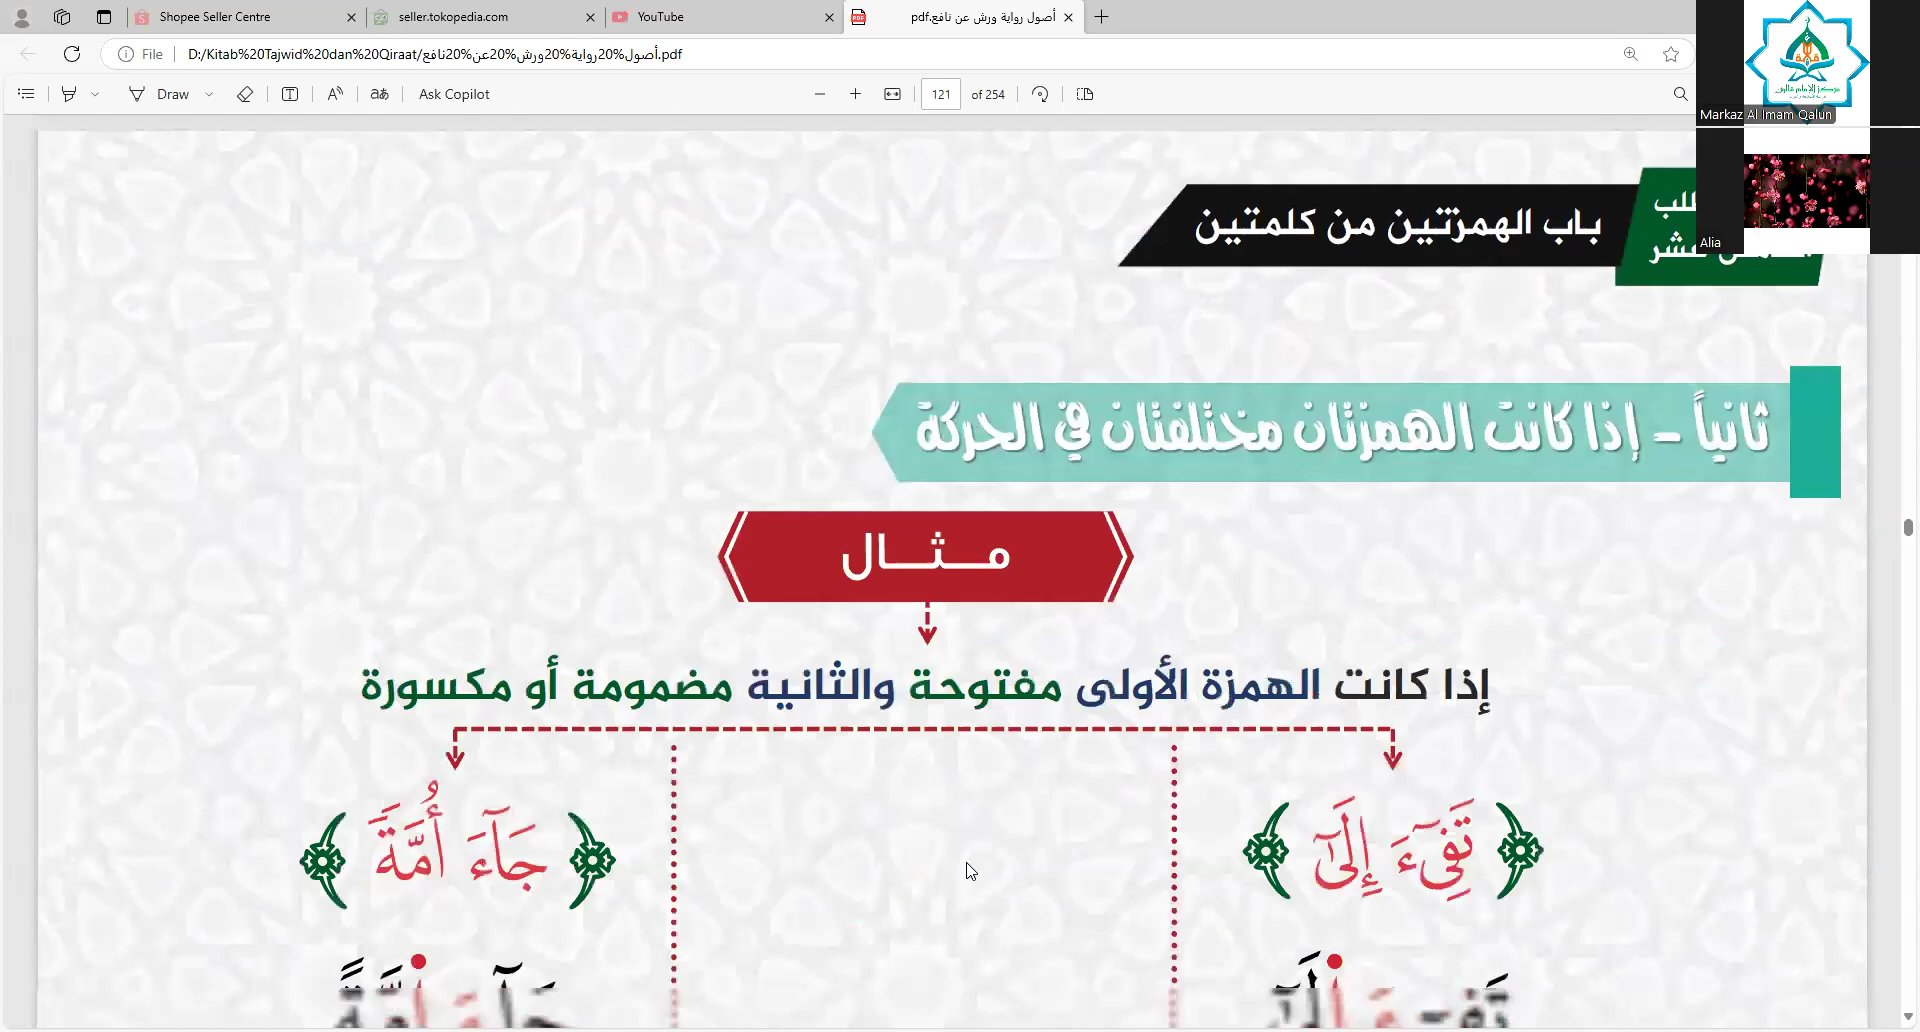 Shopee Seller Centre
seller.tokopedia.com
YouTube
أصول رواية ورش عن نافع.pdf
File
D:/Kitab%20Tajwid%20dan%20Qiraat/أصول%20رواية%20ورش%20عن%20نافع.pdf
Draw
Ask Copilot
121 of 254
Markaz Al Imam Qalun
Alia
باب الهمزتين من كلمتين
عشر
ثانياً - إذا كانت الهمزتان مختلفتان في الحركة
مـــثـــال
إذا كانت الهمزة الأولى مفتوحة والثانية مضمومة أو مكسورة
تَفِىٓءَ إِلَىٰٓ
جَآءَ أُمَّةً